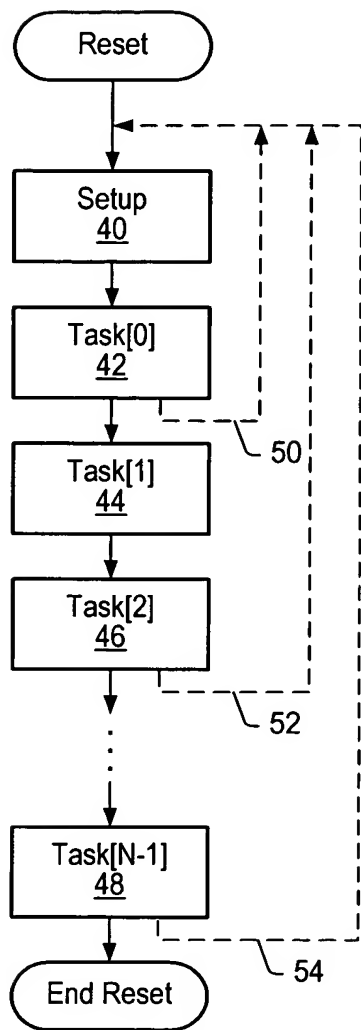 Reset
Setup
40
Task[0]
42
50
Task[1]
44
Task[2]
46
52
Task[N-1]
48
54
End Reset